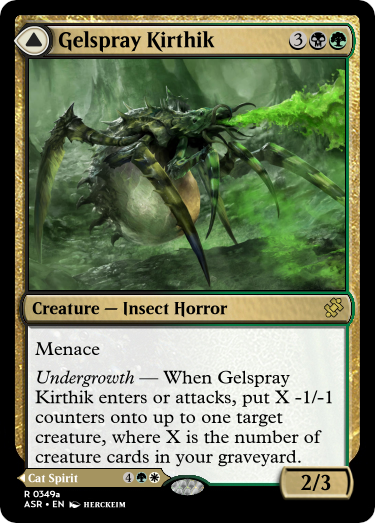 Gelspray Kirthik 3
Creature — Insect Horror
Menace
Undergrowth — When Gelspray
Kirthik enters or attacks, put X -1/-1
counters onto up to one target
creature, where X is the number of
creature cards in your graveyard.
Cat Spirit 4
2/3
R 0349a
ASR • EN HERCKEIM